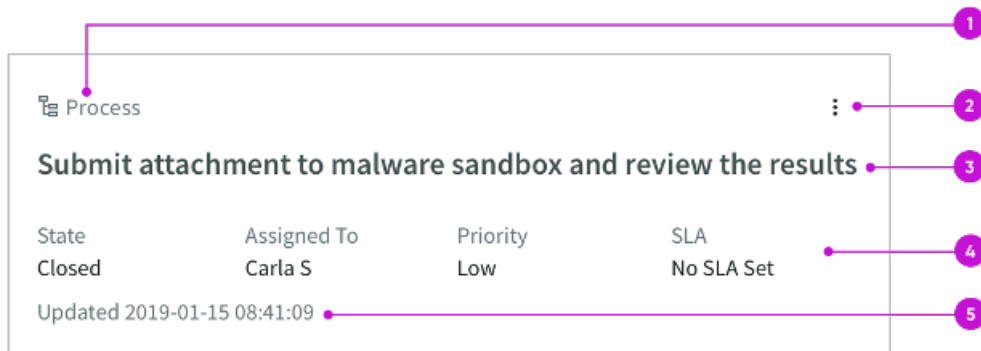 1
Process
2
Submit attachment to malware sandbox and review the results
3
State Assigned To Priority SLA
Closed Carla S Low No SLA Set
4
Updated 2019-01-15 08:41:09
5